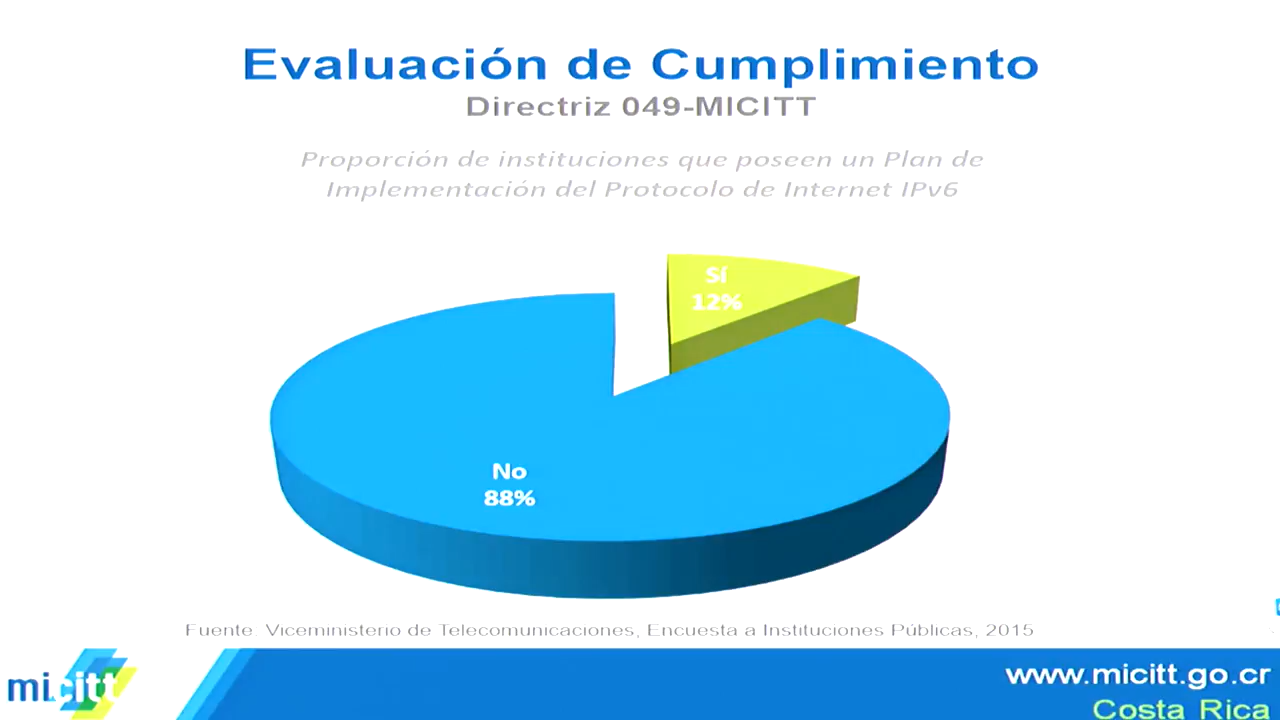 Evaluación de Cumplimiento
Directriz 049-MICITT
Proporción de instituciones que poseen un Plan de
Implementación del Protocolo de Internet IPv6
Sí
12%
No
88%
Fuente: Viceministerio de Telecomunicaciones, Encuesta a Instituciones Públicas, 2015
micitt
www.micitt.go.cr
Costa Rica